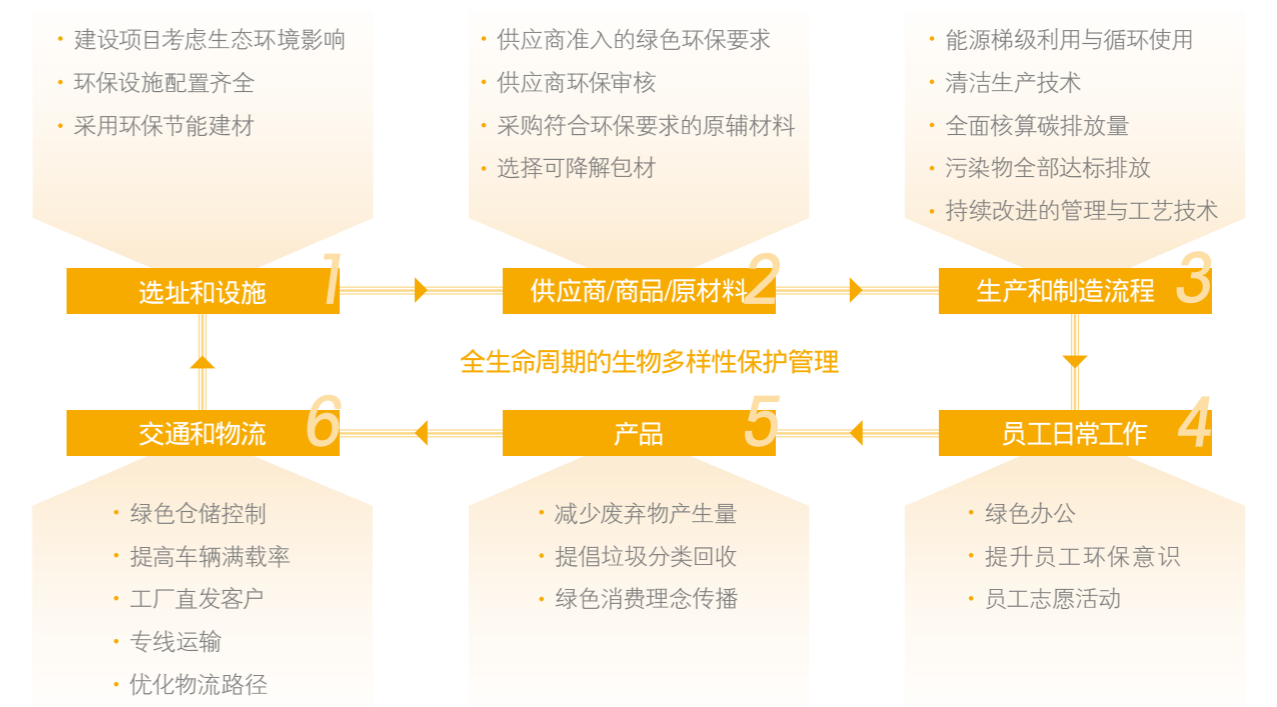 • 建设项目考虑生态环境影响
• 环保设施配置齐全
• 采用环保节能建材
• 供应商准入的绿色环保要求
• 供应商环保审核
• 采购符合环保要求的原辅材料
• 选择可降解包材
• 能源梯级利用与循环使用
• 清洁生产技术
• 全面核算碳排放量
• 污染物全部达标排放
• 持续改进的管理与工艺技术
选址和设施 1
供应商/商品/原材料 2
生产和制造流程 3
全生命周期的生物多样性保护管理
交通和物流 6
产品 5
员工日常工作 4
• 绿色仓储控制
• 提高车辆满载率
• 工厂直发客户
• 专线运输
• 优化物流路径
• 减少废弃物产生量
• 提倡垃圾分类回收
• 绿色消费理念传播
• 绿色办公
• 提升员工环保意识
• 员工志愿活动